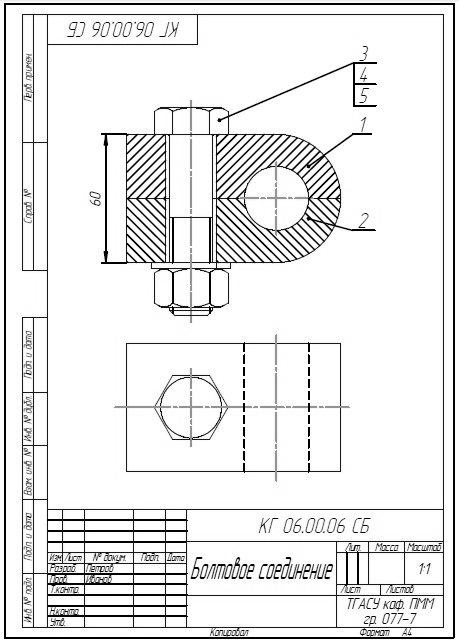 КГ 06.00.06 СБ
Перв. примен.
Справ. №
Подп. и дата
Инв. № дубл.
Взам. инв. №
Подп. и дата
Инв. № подл.
3
4
5
1
2
60
КГ 06.00.06 СБ
Изм. Лист № докум. Подп. Дата
Разраб. Петров
Пров. Иванов
Т.контр.
Н.контр.
Утв.
Болтовое соединение
Лит. Масса Масштаб
1:1
Лист Листов
ТГАСУ каф. ПММ
гр. 077-7
Копировал Формат А4